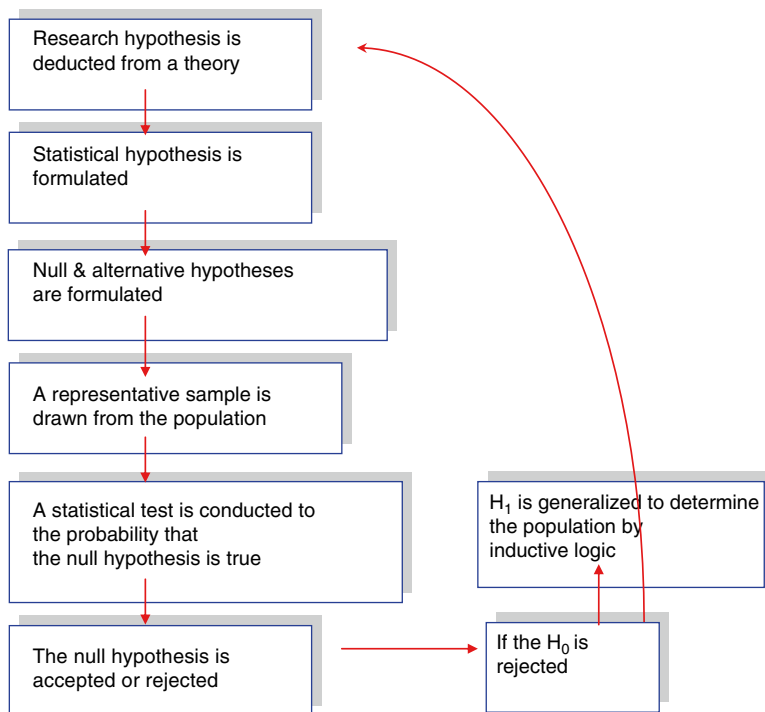 Research hypothesis is
deducted from a theory
Statistical hypothesis is
formulated
Null & alternative hypotheses
are formulated
A representative sample is
drawn from the population
A statistical test is conducted to
the probability that
the null hypothesis is true
The null hypothesis is
accepted or rejected
If the H₀ is
rejected
H₁ is generalized to determine
the population by
inductive logic